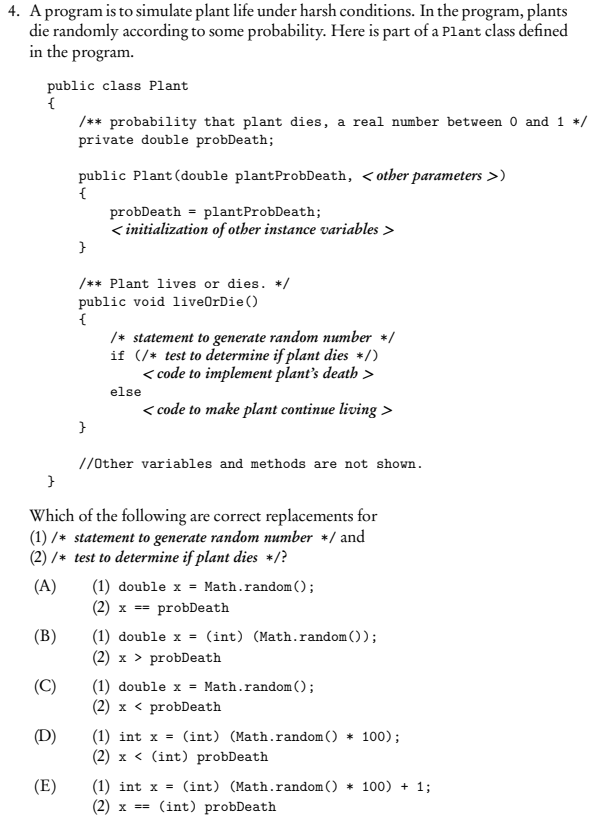 4. A program is to simulate plant life under harsh conditions. In the program, plants
die randomly according to some probability. Here is part of a Plant class defined
in the program.
public class Plant
{
/** probability that plant dies, a real number between 0 and 1 */
private double probDeath;
public Plant(double plantProbDeath, < other parameters >)
{
probDeath = plantProbDeath;
< initialization of other instance variables >
}
/** Plant lives or dies. */
public void liveOrDie()
{
/* statement to generate random number */
if (/* test to determine if plant dies */)
< code to implement plant's death >
else
< code to make plant continue living >
}
//Other variables and methods are not shown.
}
Which of the following are correct replacements for
(1) /* statement to generate random number */ and
(2) /* test to determine if plant dies */?
(A) (1) double x = Math.random();
(2) x == probDeath
(B) (1) double x = (int) (Math.random());
(2) x > probDeath
(C) (1) double x = Math.random();
(2) x < probDeath
(D) (1) int x = (int) (Math.random() * 100);
(2) x < (int) probDeath
(E) (1) int x = (int) (Math.random() * 100) + 1;
(2) x == (int) probDeath